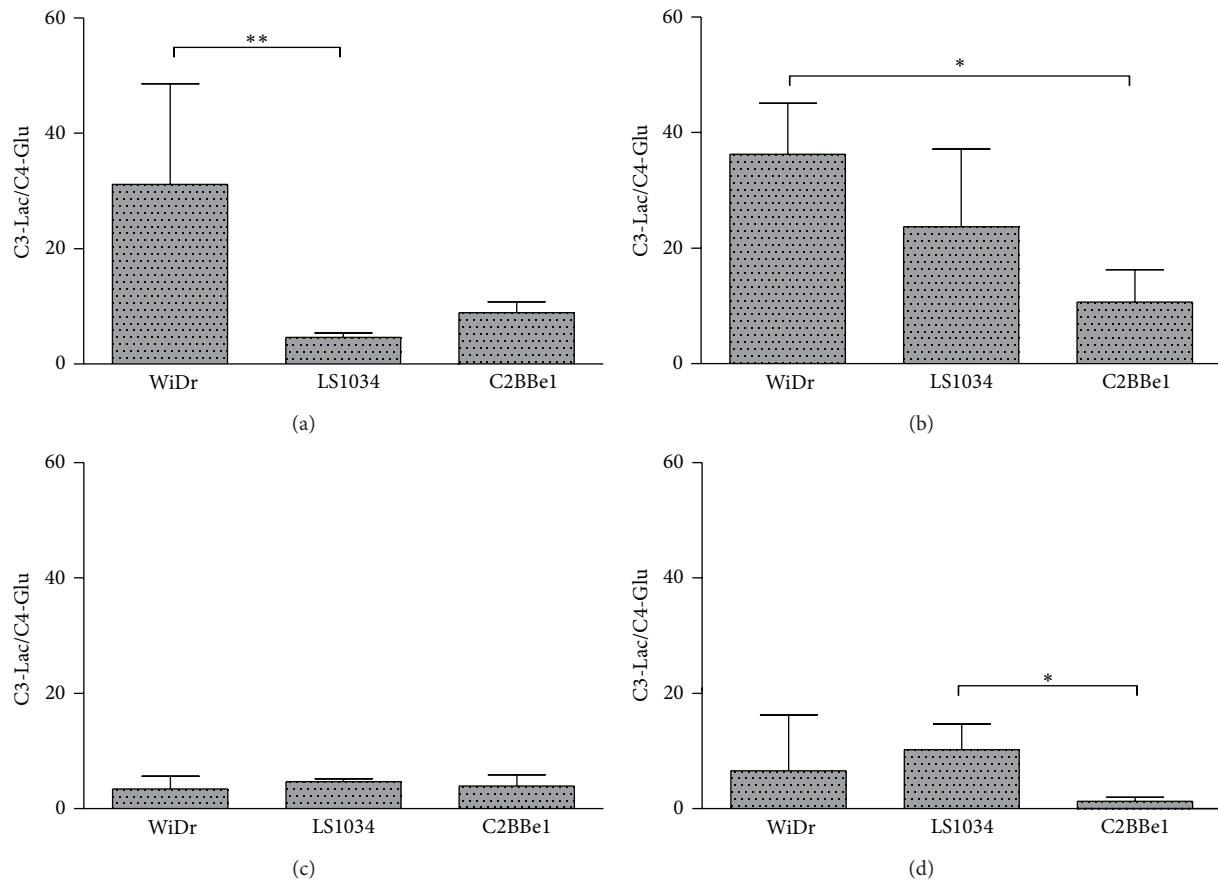 60
40
20
0
C3-Lac/C4-Glu
**
WiDr LS1034 C2BBe1
(a)
60
40
20
0
C3-Lac/C4-Glu
*
WiDr LS1034 C2BBe1
(b)
60
40
20
0
C3-Lac/C4-Glu
WiDr LS1034 C2BBe1
(c)
60
40
20
0
C3-Lac/C4-Glu
*
WiDr LS1034 C2BBe1
(d)